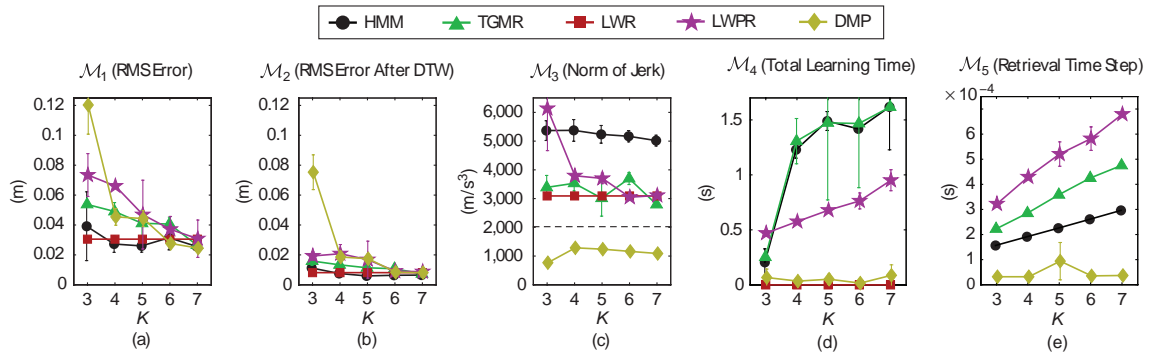 HMM TGMR LWR LWPR DMP
ℳ₁ (RMS Error)
0.12
0.1
0.08
0.06
0.04
0.02
0
(m)
3 4 5 6 7
K
(a)
ℳ₂ (RMS Error After DTW)
0.12
0.1
0.08
0.06
0.04
0.02
0
(m)
3 4 5 6 7
K
(b)
ℳ₃ (Norm of Jerk)
6,000
5,000
4,000
3,000
2,000
1,000
0
(m/s³)
3 4 5 6 7
K
(c)
ℳ₄ (Total Learning Time)
1.5
1
0.5
0
(s)
3 4 5 6 7
K
(d)
ℳ₅ (Retrieval Time Step)
× 10⁻⁴
8
7
6
5
4
3
2
1
0
(s)
3 4 5 6 7
K
(e)